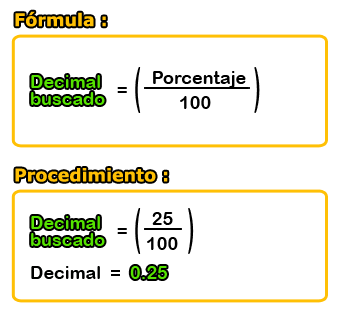 Fórmula :
Decimal
buscado = ( Porcentaje / 100 )
Procedimiento :
Decimal
buscado = ( 25 / 100 )
Decimal = 0.25